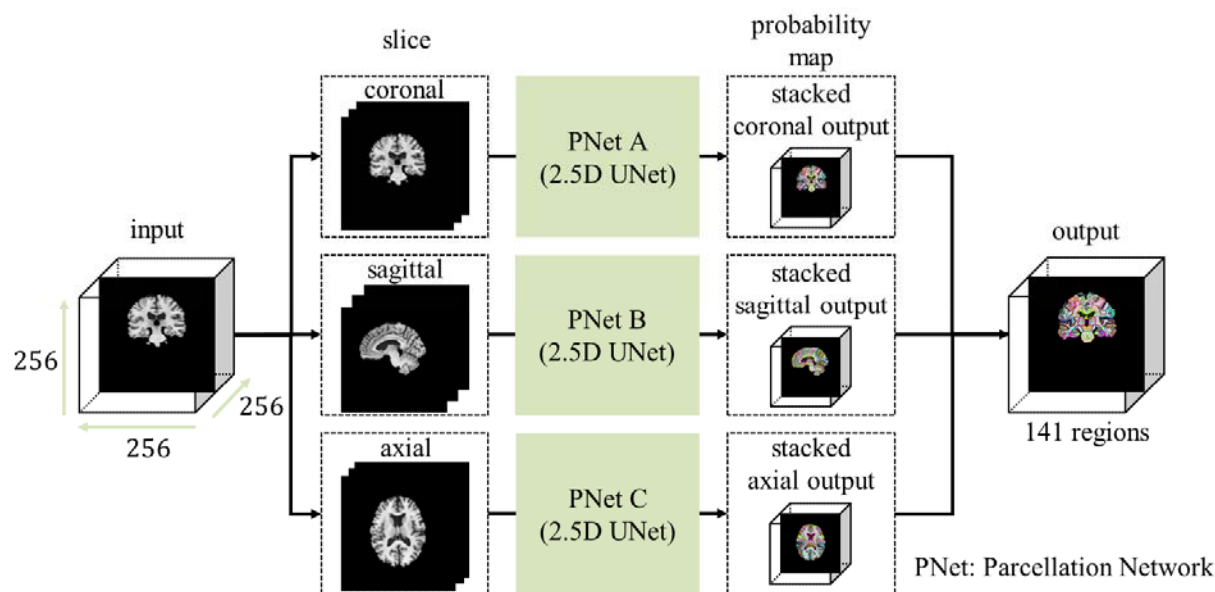 slice
probability
map
input
256
256
256
coronal
PNet A
(2.5D UNet)
stacked
coronal output
sagittal
PNet B
(2.5D UNet)
stacked
sagittal output
axial
PNet C
(2.5D UNet)
stacked
axial output
output
141 regions
PNet: Parcellation Network